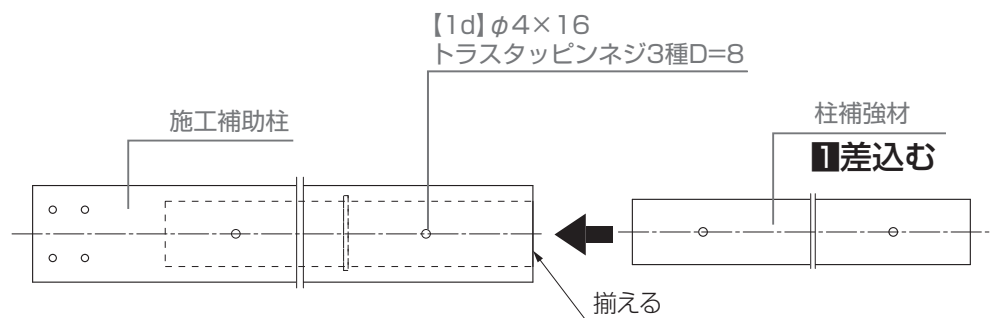 【1d】φ4×16
トラスタッピンネジ3種D=8
施工補助柱
柱補強材
1差込む
揃える